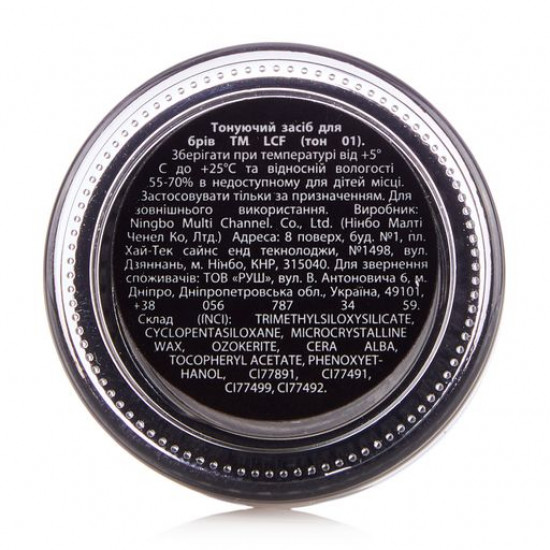 Тонуючий засіб для
брів ТМ LCF (тон 01).
Зберігати при температурі від +5°
С до +25°С та відносній вологості
55-70% в недоступному для дітей місці.
Застосовувати тільки за призначенням. Для
зовнішнього використання. Виробник:
Ningbo Multi Channel. Co., Ltd. (Нінбо Малті
Ченел Ко, Лтд.) Адреса: 8 поверх, буд. №1, пл.
Хай-Тек сайнс енд текнолоджи, №1498, вул.
Дзяннань, м. Нінбо, КНР, 315040. Для звернення
споживачів: ТОВ «РУШ», вул. В. Антоновича 6, м.
Дніпро, Дніпропетровська обл., Україна, 49101,
+38 056 787 34 59.
Склад (INCI): TRIMETHYLSILOXYSILICATE,
CYCLOPENTASILOXANE, MICROCRYSTALLINE
WAX, OZOKERITE, CERA ALBA,
TOCOPHERYL ACETATE, PHENOXYET-
HANOL, CI77891, CI77491,
CI77499, CI77492.